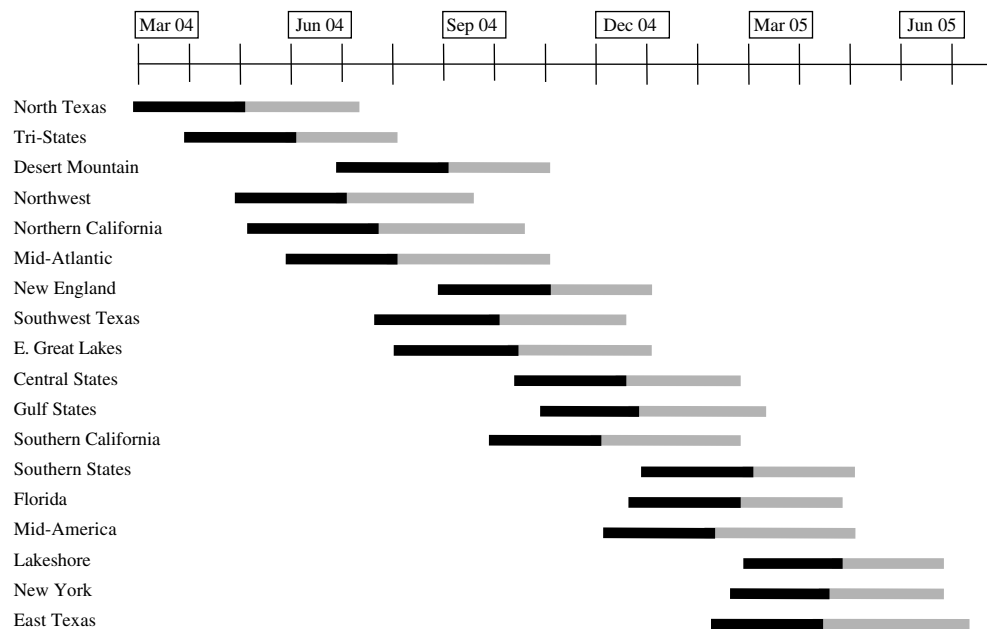 Mar 04 Jun 04 Sep 04 Dec 04 Mar 05 Jun 05
North Texas
Tri-States
Desert Mountain
Northwest
Northern California
Mid-Atlantic
New England
Southwest Texas
E. Great Lakes
Central States
Gulf States
Southern California
Southern States
Florida
Mid-America
Lakeshore
New York
East Texas